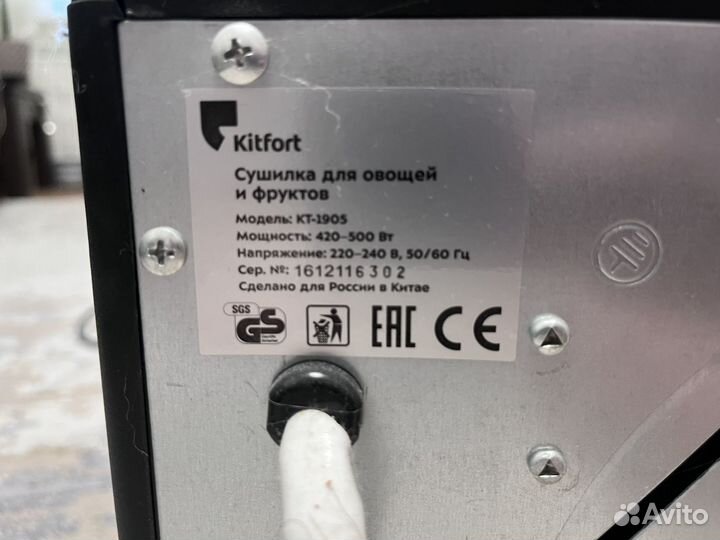 Kitfort
Сушилка для овощей
и фруктов
Модель: КТ-1905
Мощность: 420–500 Вт
Напряжение: 220–240 В, 50/60 Гц
Сер. №: 1612116302
Сделано для России в Китае
SGS
GS
EAC CE
Avito